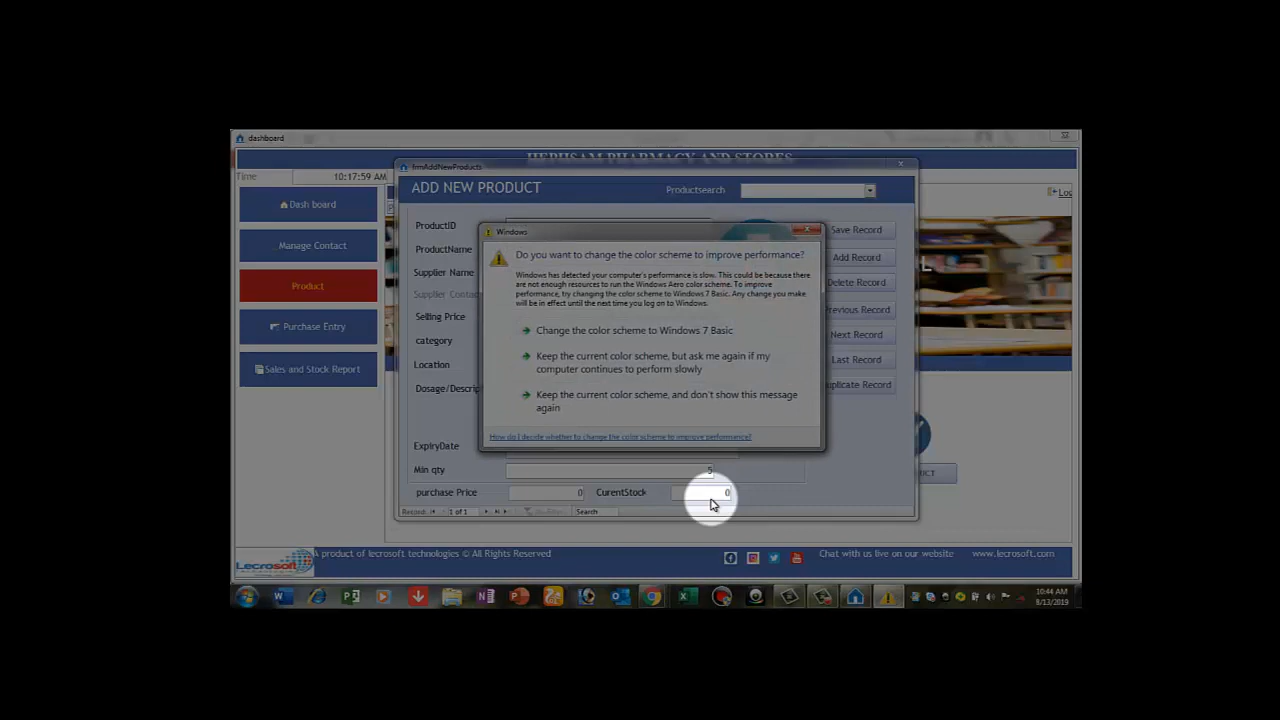 dashboard
HEPHSAM PHARMACY AND STORES
Time
10:17:59 AM
frmAddNewProducts
ADD NEW PRODUCT
Productsearch
Dash board
Manage Contact
Product
Purchase Entry
Sales and Stock Report
ProductID
ProductName
Supplier Name
Supplier Contac
Selling Price
category
Location
Dosage/Descrip
ExpiryDate
Min qty
5
purchase Price
0
CurentStock
0
Record:
1 of 1
No Filter
Search
Save Record
Add Record
Delete Record
Previous Record
Next Record
Last Record
uplicate Record
Log
L
UCT
Windows
Do you want to change the color scheme to improve performance?
Windows has detected your computer's performance is slow. This could be because there
are not enough resources to run the Windows Aero color scheme. To improve
performance, try changing the color scheme to Windows 7 Basic. Any change you make
will be in effect until the next time you log on to Windows.
Change the color scheme to Windows 7 Basic
Keep the current color scheme, but ask me again if my
computer continues to perform slowly
Keep the current color scheme, and don't show this message
again
How do I decide whether to change the color scheme to improve performance?
Lecrosoft
A product of lecrosoft technologies © All Rights Reserved
Chat with us live on our website
www.lecrosoft.com
10:44 AM
8/13/2019